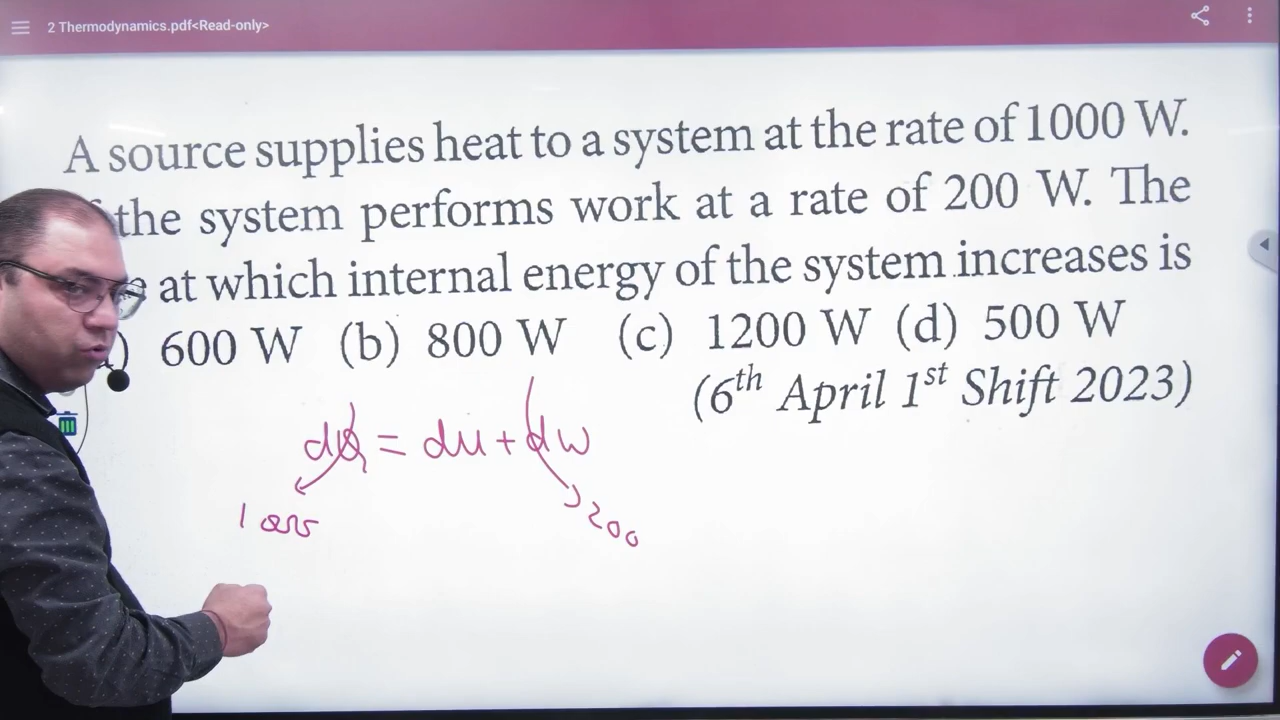 2 Thermodynamics.pdf<Read-only>
A source supplies heat to a system at the rate of 1000 W.
the system performs work at a rate of 200 W. The
at which internal energy of the system increases is
600 W (b) 800 W (c) 1200 W (d) 500 W
(6th April 1st Shift 2023)
dQ = du + dw
200